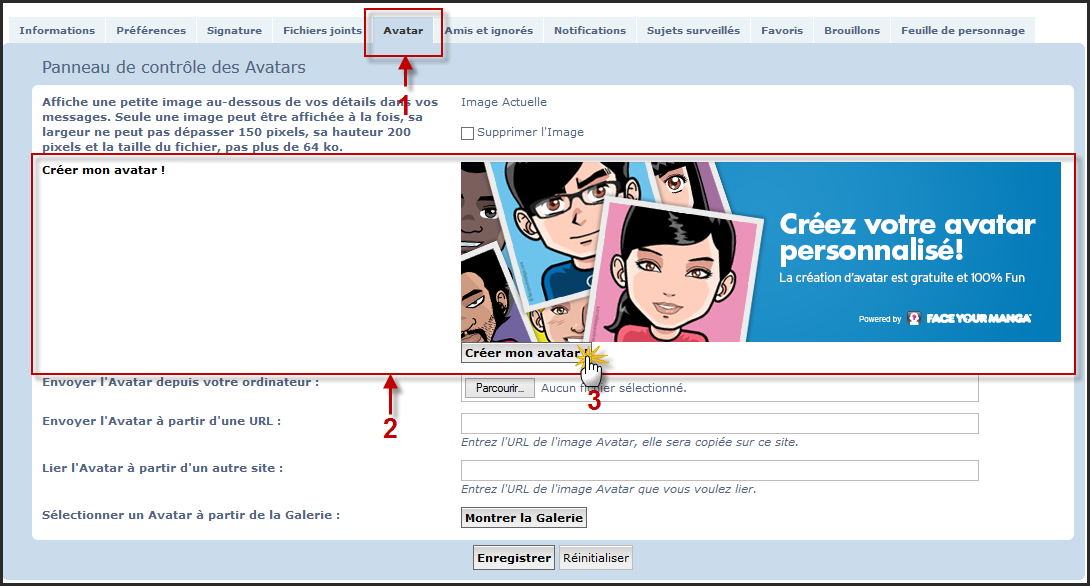 Informations Préférences Signature Fichiers joints Avatar Amis et ignorés Notifications Sujets surveillés Favoris Brouillons Feuille de personnage
Panneau de contrôle des Avatars
1
Affiche une petite image au-dessous de vos détails dans vos
messages. Seule une image peut être affichée à la fois, sa
largeur ne peut pas dépasser 150 pixels, sa hauteur 200
pixels et la taille du fichier, pas plus de 64 ko.
Image Actuelle
Supprimer l'Image
Créer mon avatar !
Créez votre avatar
personnalisé!
La création d'avatar est gratuite et 100% Fun
Powered by FACE YOUR MANGA
Créer mon avatar !
3
2
Envoyer l'Avatar depuis votre ordinateur :
Parcourir... Aucun fichier sélectionné.
Envoyer l'Avatar à partir d'une URL :
Entrez l'URL de l'image Avatar, elle sera copiée sur ce site.
Lier l'Avatar à partir d'un autre site :
Entrez l'URL de l'image Avatar que vous voulez lier.
Sélectionner un Avatar à partir de la Galerie :
Montrer la Galerie
Enregistrer Réinitialiser